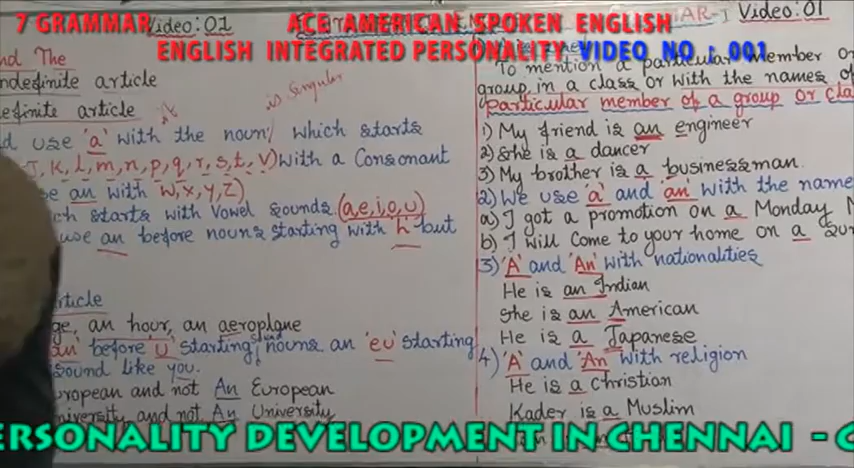 7 GRAMMAR
Video: 01
ACE AMERICAN SPOKEN ENGLISH
Video: 01
ENGLISH INTEGRATED PERSONALITY VIDEO NO : 001
nd The
ndefinite article
efinite article
is Singular
d use 'a' with the noun, which starts
J, k, l, m, n, p, q, r, s, t, v) with a Consonant
se an with w, x, y, z)
ch starts with Vowel sounds. (a, e, i, o, u)
use an before nouns starting with h but
article
ge, an hour, an aeroplane
an' before 'u' starting sound nouns an 'eu' starting
sound like you.
uropean and not An European
niversity and not An University
To mention a particular member or
group in a class or with the names of
particular member of a group or cla
1) My friend is an engineer
2) She is a dancer
3) My brother is a businessman.
2) We use 'a' and 'an' with the name
a) I got a promotion on a Monday M
b) I will Come to your home on a Sun
3) 'A' and 'An' with nationalities
He is an Indian
She is an American
He is a Japanese
4) 'A' and 'An' with religion
He is a Christian
Kader is a Muslim
ERSONALITY DEVELOPMENT IN CHENNAI - C